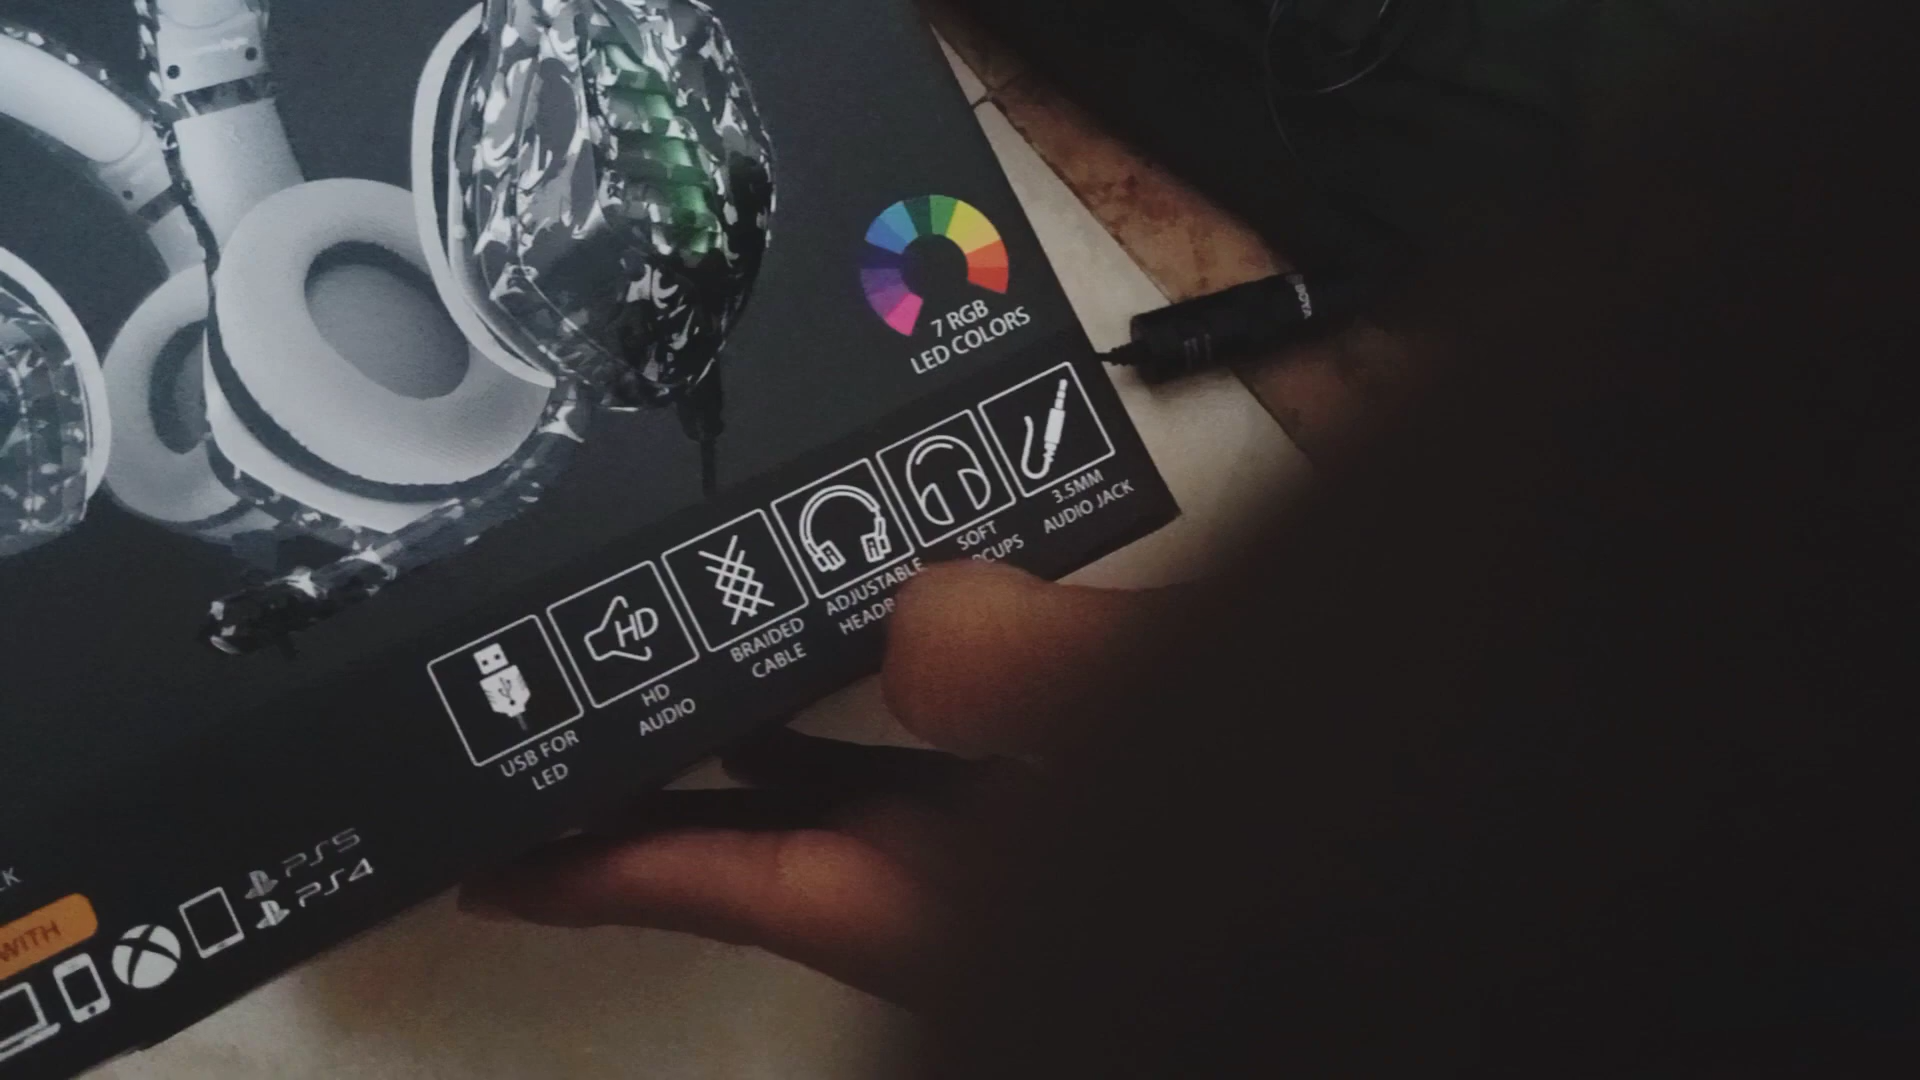 7 RGB
LED COLORS
3.5MM
AUDIO JACK
SOFT
ADJUSTABLE
BRAIDED
CABLE
HD
HD
AUDIO
USB FOR
LED
PS5
PS4
WITH
BOYA